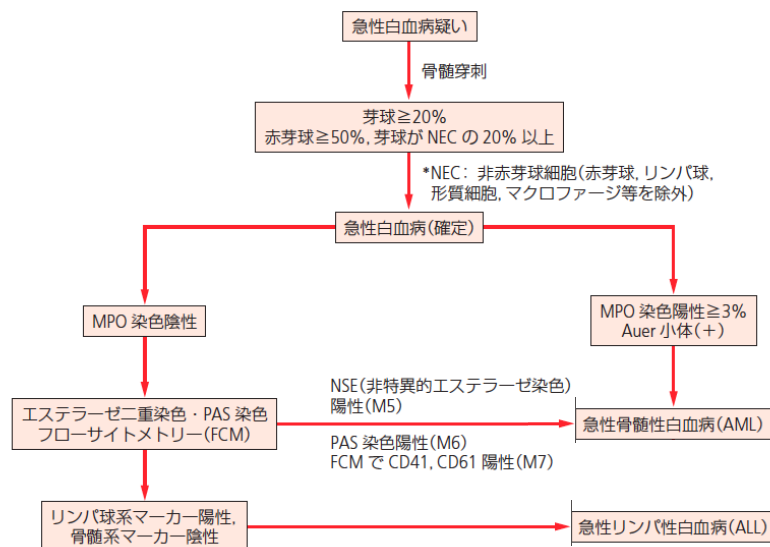 急性白血病疑い
骨髄穿刺
芽球≧20%
赤芽球≧50%, 芽球が NEC の 20% 以上
*NEC: 非赤芽球細胞(赤芽球, リンパ球,
形質細胞, マクロファージ等を除外)
急性白血病(確定)
MPO 染色陰性
MPO 染色陽性≧3%
Auer 小体(+)
エステラーゼ二重染色・PAS 染色
フローサイトメトリー(FCM)
NSE(非特異的エステラーゼ染色)
陽性(M5)
PAS 染色陽性(M6)
FCM で CD41, CD61 陽性(M7)
急性骨髄性白血病(AML)
リンパ球系マーカー陽性,
骨髄系マーカー陰性
急性リンパ性白血病(ALL)